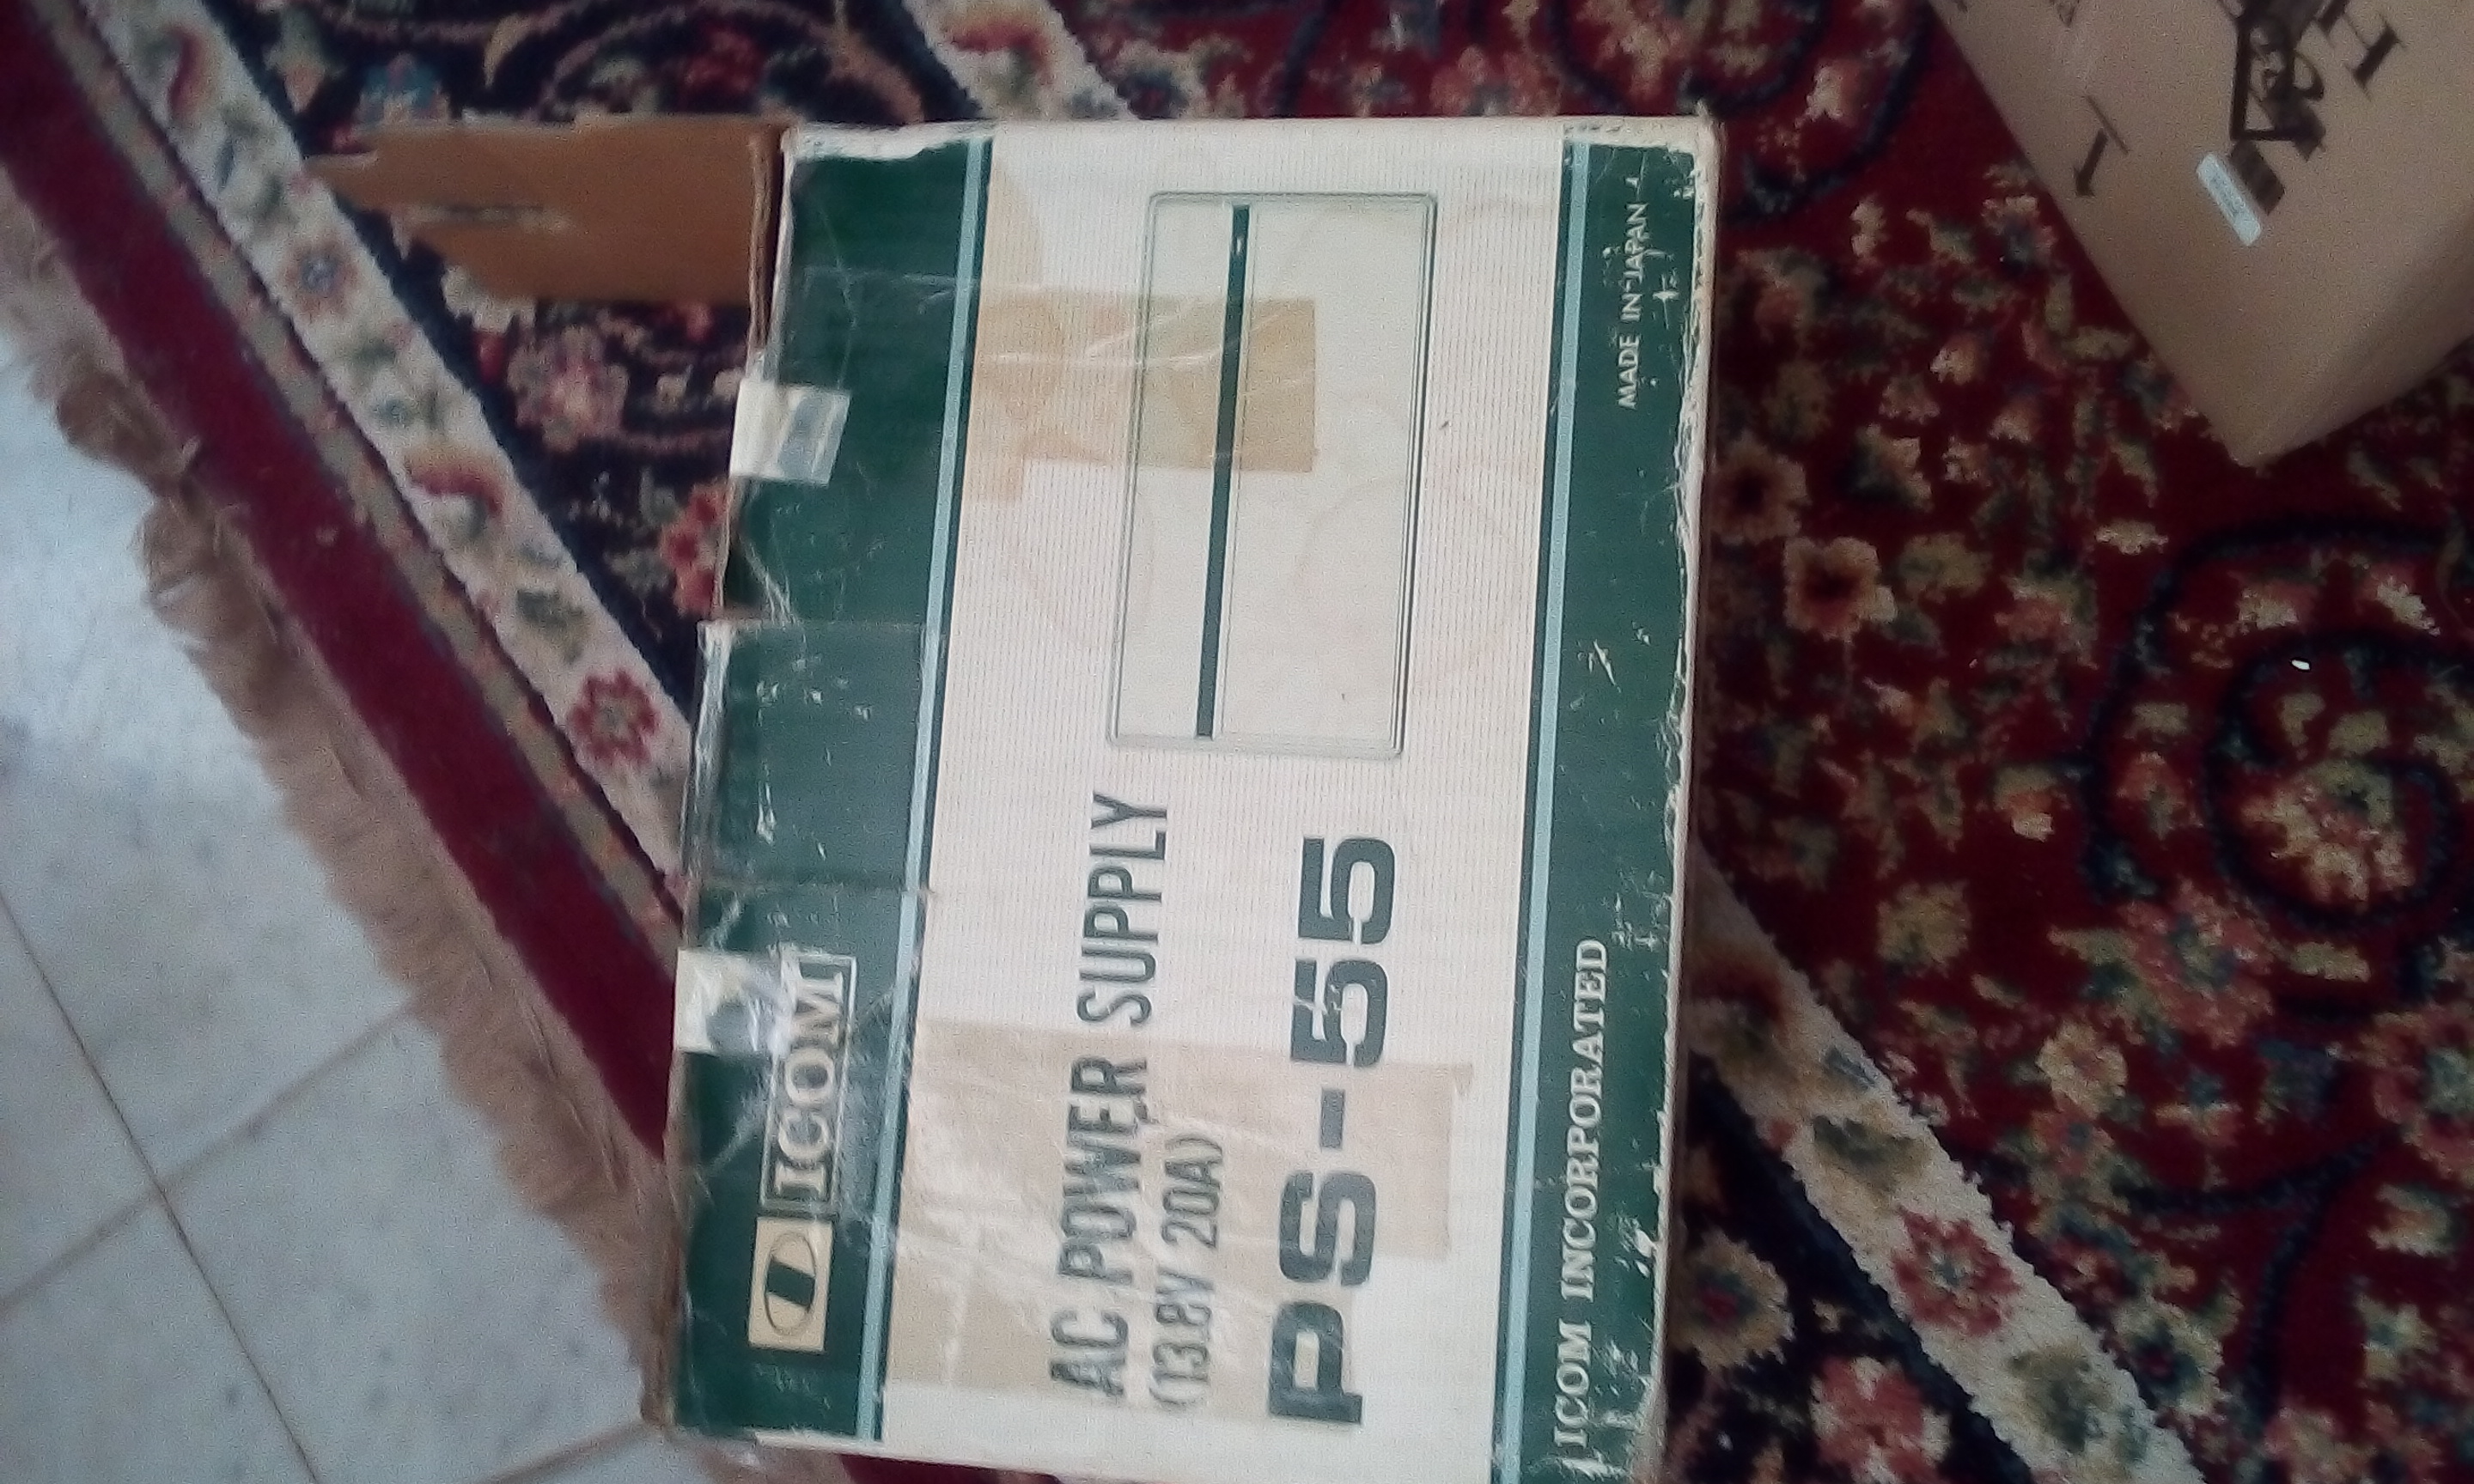 ICOM
AC POWER SUPPLY
(13.8V 20A)
PS-55
ICOM INCORPORATED
MADE IN JAPAN